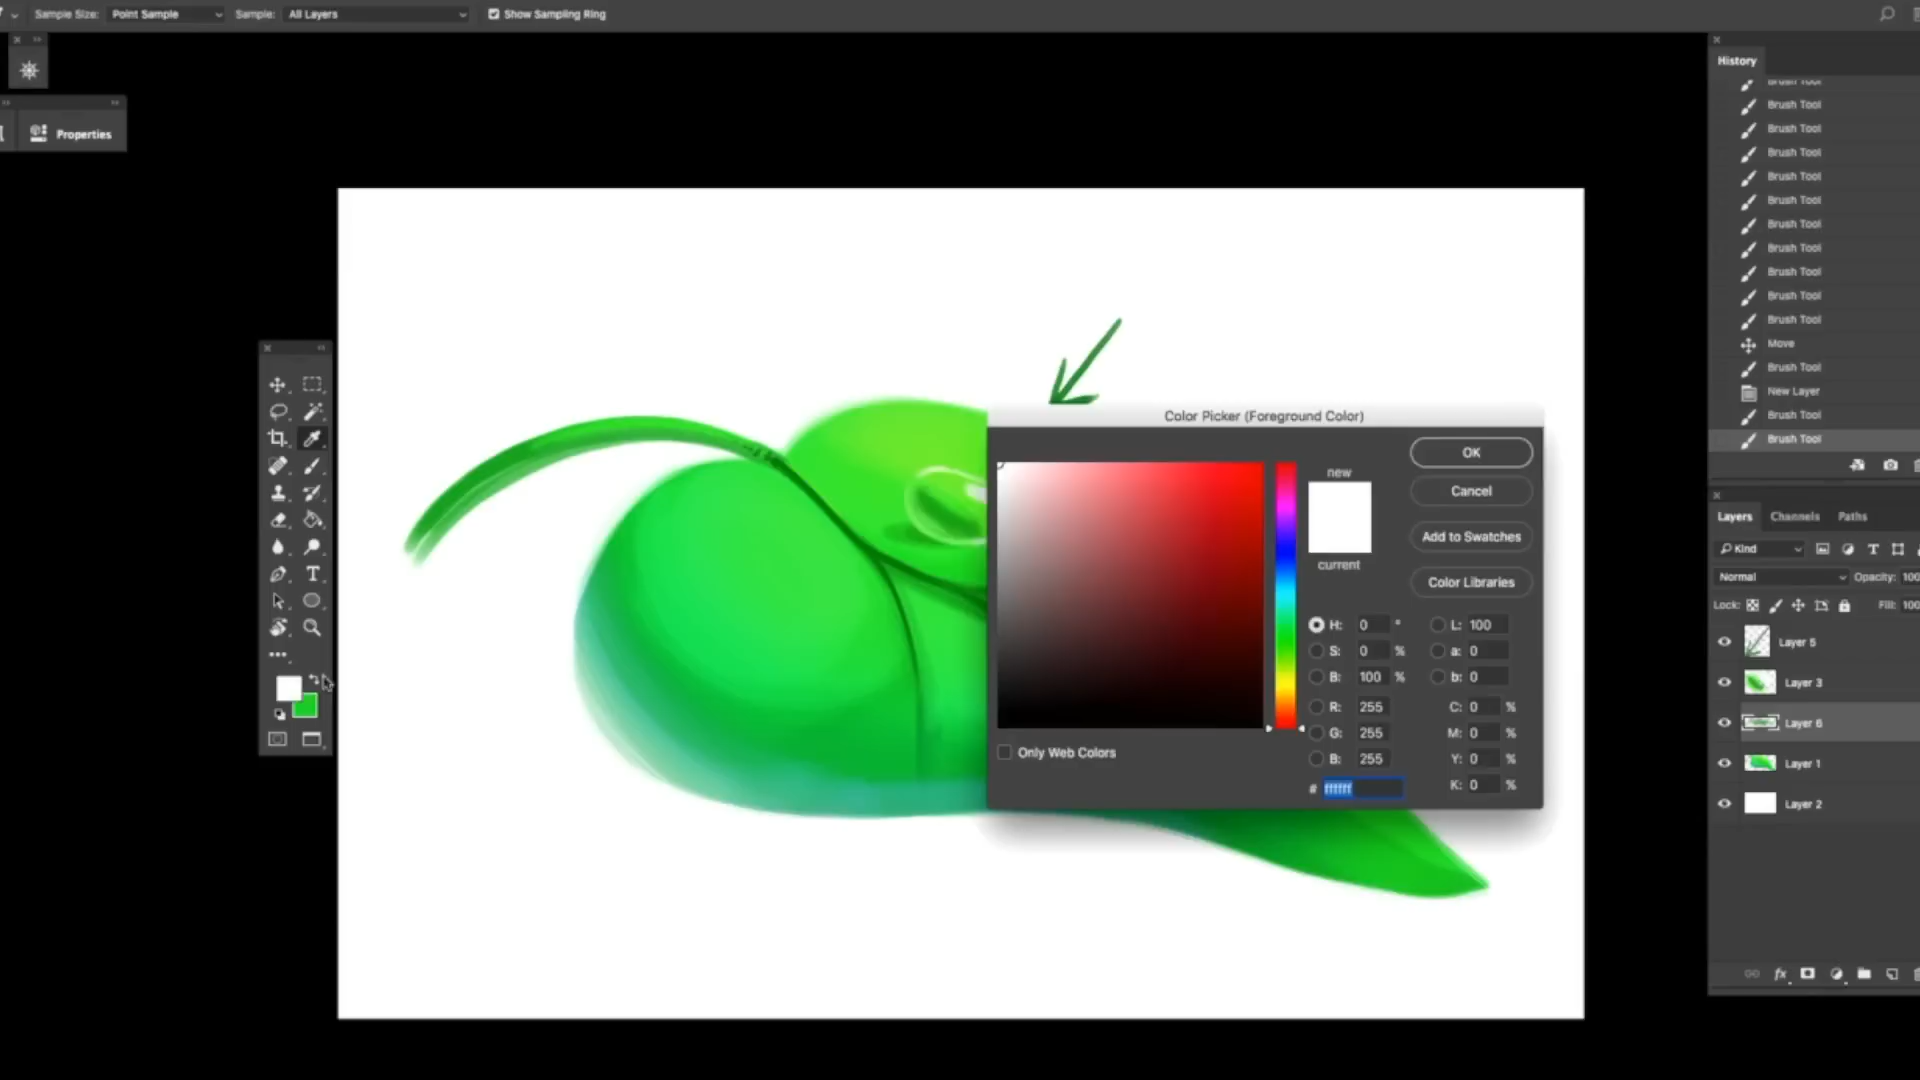 Sample Size: Point Sample Sample: All Layers Show Sampling Ring
Properties
History
Brush Tool
Brush Tool
Brush Tool
Brush Tool
Brush Tool
Brush Tool
Brush Tool
Brush Tool
Brush Tool
Brush Tool
Brush Tool
Move
Brush Tool
New Layer
Brush Tool
Brush Tool
Color Picker (Foreground Color)
new
current
OK
Cancel
Add to Swatches
Color Libraries
H: 0 °
S: 0 %
B: 100 %
R: 255
G: 255
B: 255
# ffffff
L: 100
a: 0
b: 0
C: 0 %
M: 0 %
Y: 0 %
K: 0 %
Only Web Colors
Layers Channels Paths
Kind
Normal Opacity: 100
Lock: Fill: 100
Layer 5
Layer 3
Layer 6
Layer 1
Layer 2